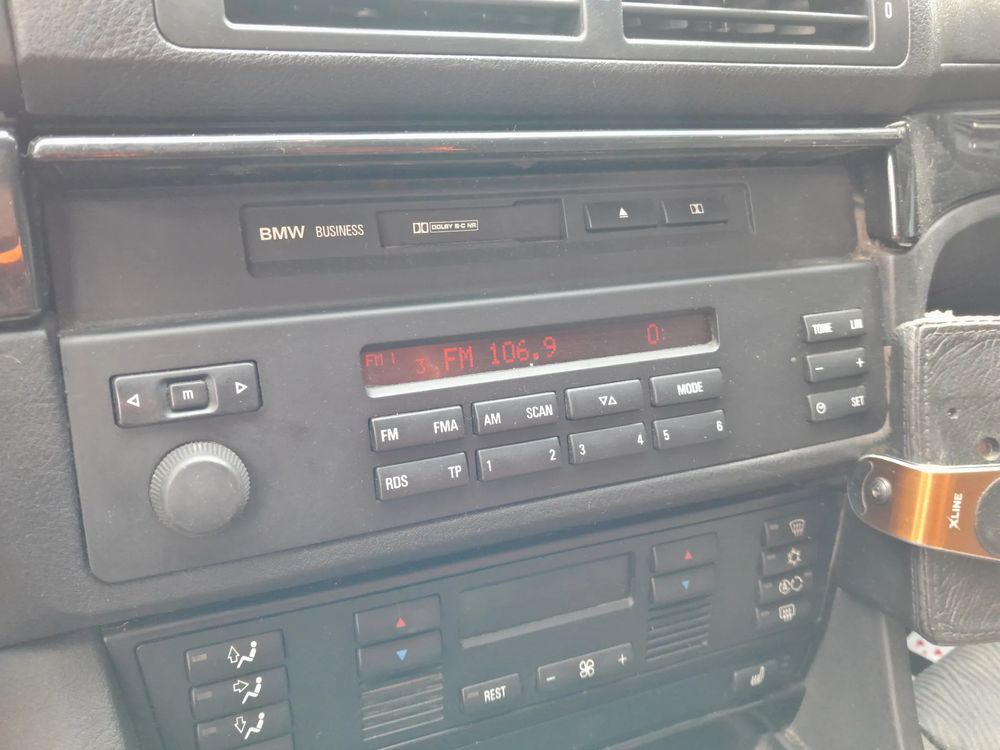 0
BMW BUSINESS
DOLBY B-C NR
FM 1 3 FM 106.9 0:
TONE
m
- +
FM FMA
AM SCAN
MODE
SET
RDS TP
1 2
3 4
5 6
XLINE
REST
- +